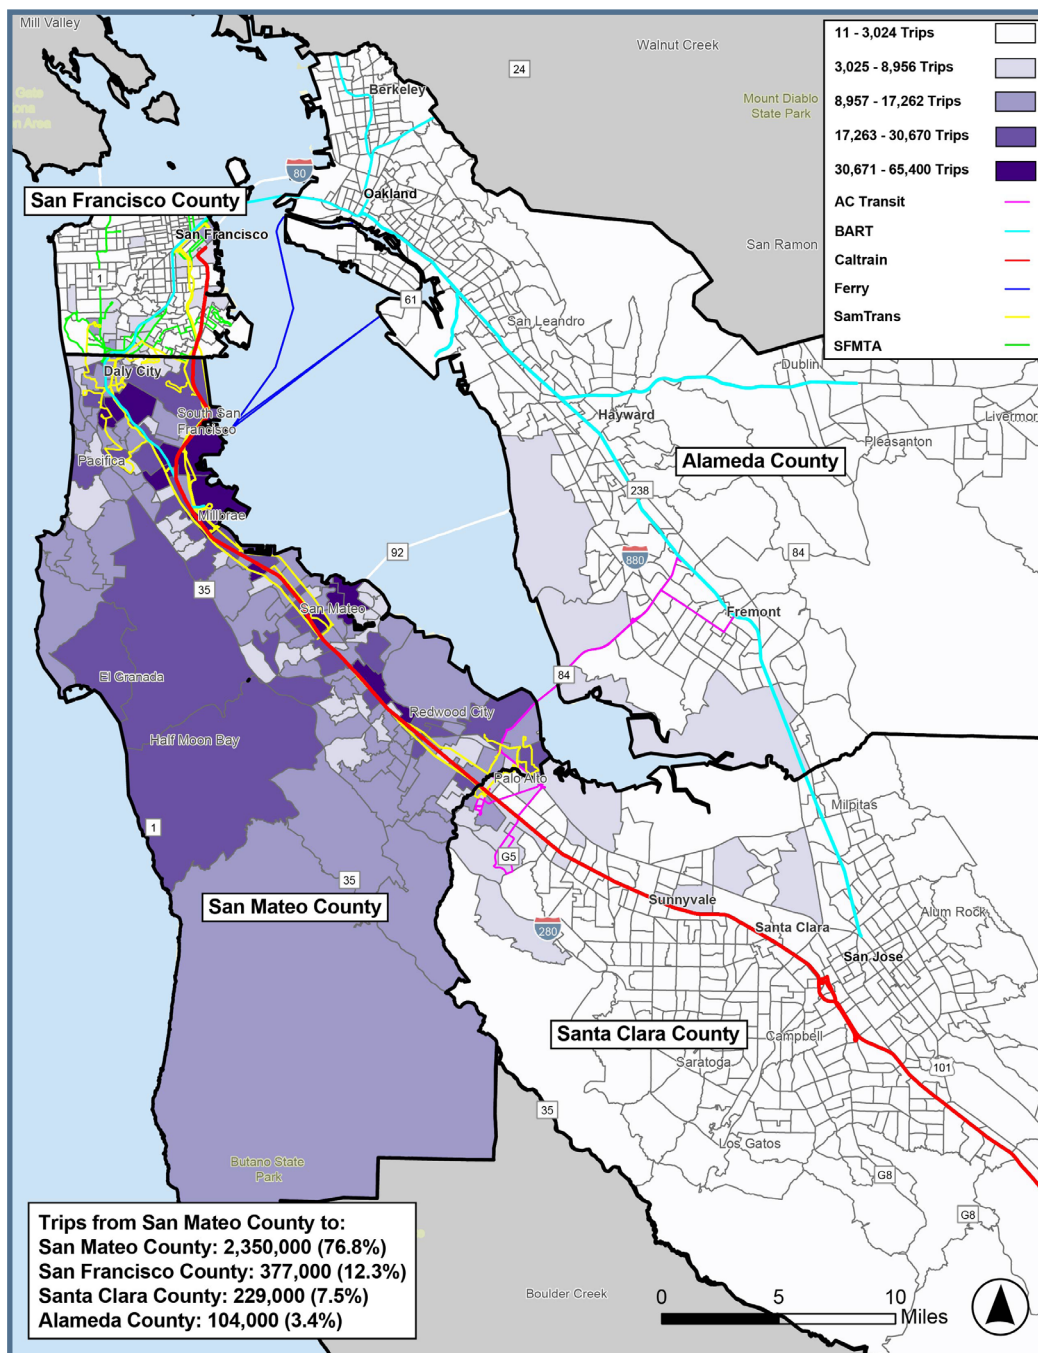 Mill Valley
Walnut Creek
24
Gate
ons
n Area
Mount Diablo
State Park
Berkeley
80
Oakland
San Francisco County
San Francisco
San Ramon
1
61
San Leandro
Dublin
Daly City
South San
Francisco
Hayward
Livermor
Pleasanton
Pacifica
Alameda County
238
Millbrae
92
880
84
35
San Mateo
Fremont
El Granada
84
Redwood City
Half Moon Bay
Palo Alto
Milpitas
1
G5
35
San Mateo County
Sunnyvale
Alum Rock
Santa Clara
280
San Jose
Santa Clara County
Campbell
Saratoga
101
35
Los Gatos
Butano State
Park
G8
G8
Boulder Creek
11 - 3,024 Trips
3,025 - 8,956 Trips
8,957 - 17,262 Trips
17,263 - 30,670 Trips
30,671 - 65,400 Trips
AC Transit
BART
Caltrain
Ferry
SamTrans
SFMTA
Trips from San Mateo County to:
San Mateo County: 2,350,000 (76.8%)
San Francisco County: 377,000 (12.3%)
Santa Clara County: 229,000 (7.5%)
Alameda County: 104,000 (3.4%)
0 5 10
Miles